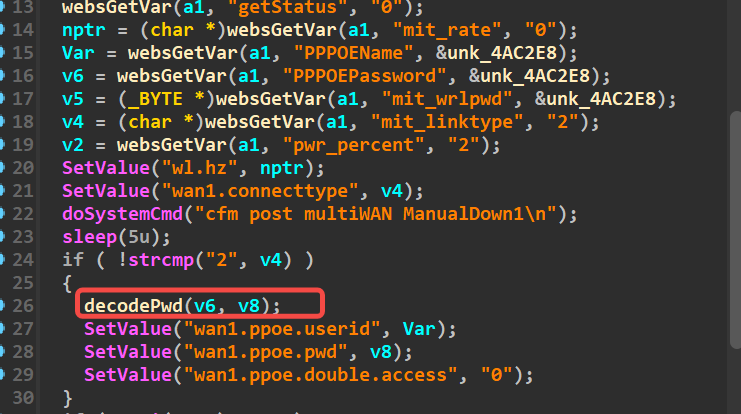 13 websGetVar(a1, "getStatus", "0");
14 nptr = (char *)websGetVar(a1, "mit_rate", "0");
15 Var = websGetVar(a1, "PPPOEName", &unk_4AC2E8);
16 v6 = websGetVar(a1, "PPPOEPassword", &unk_4AC2E8);
17 v5 = (_BYTE *)websGetVar(a1, "mit_wrlpwd", &unk_4AC2E8);
18 v4 = (char *)websGetVar(a1, "mit_linktype", "2");
19 v2 = websGetVar(a1, "pwr_percent", "2");
20 SetValue("wl.hz", nptr);
21 SetValue("wan1.connecttype", v4);
22 doSystemCmd("cfm post multiWAN ManualDown1\n");
23 sleep(5u);
24 if ( !strcmp("2", v4) )
25 {
26 decodePwd(v6, v8);
27 SetValue("wan1.ppoe.userid", Var);
28 SetValue("wan1.ppoe.pwd", v8);
29 SetValue("wan1.ppoe.double.access", "0");
30 }